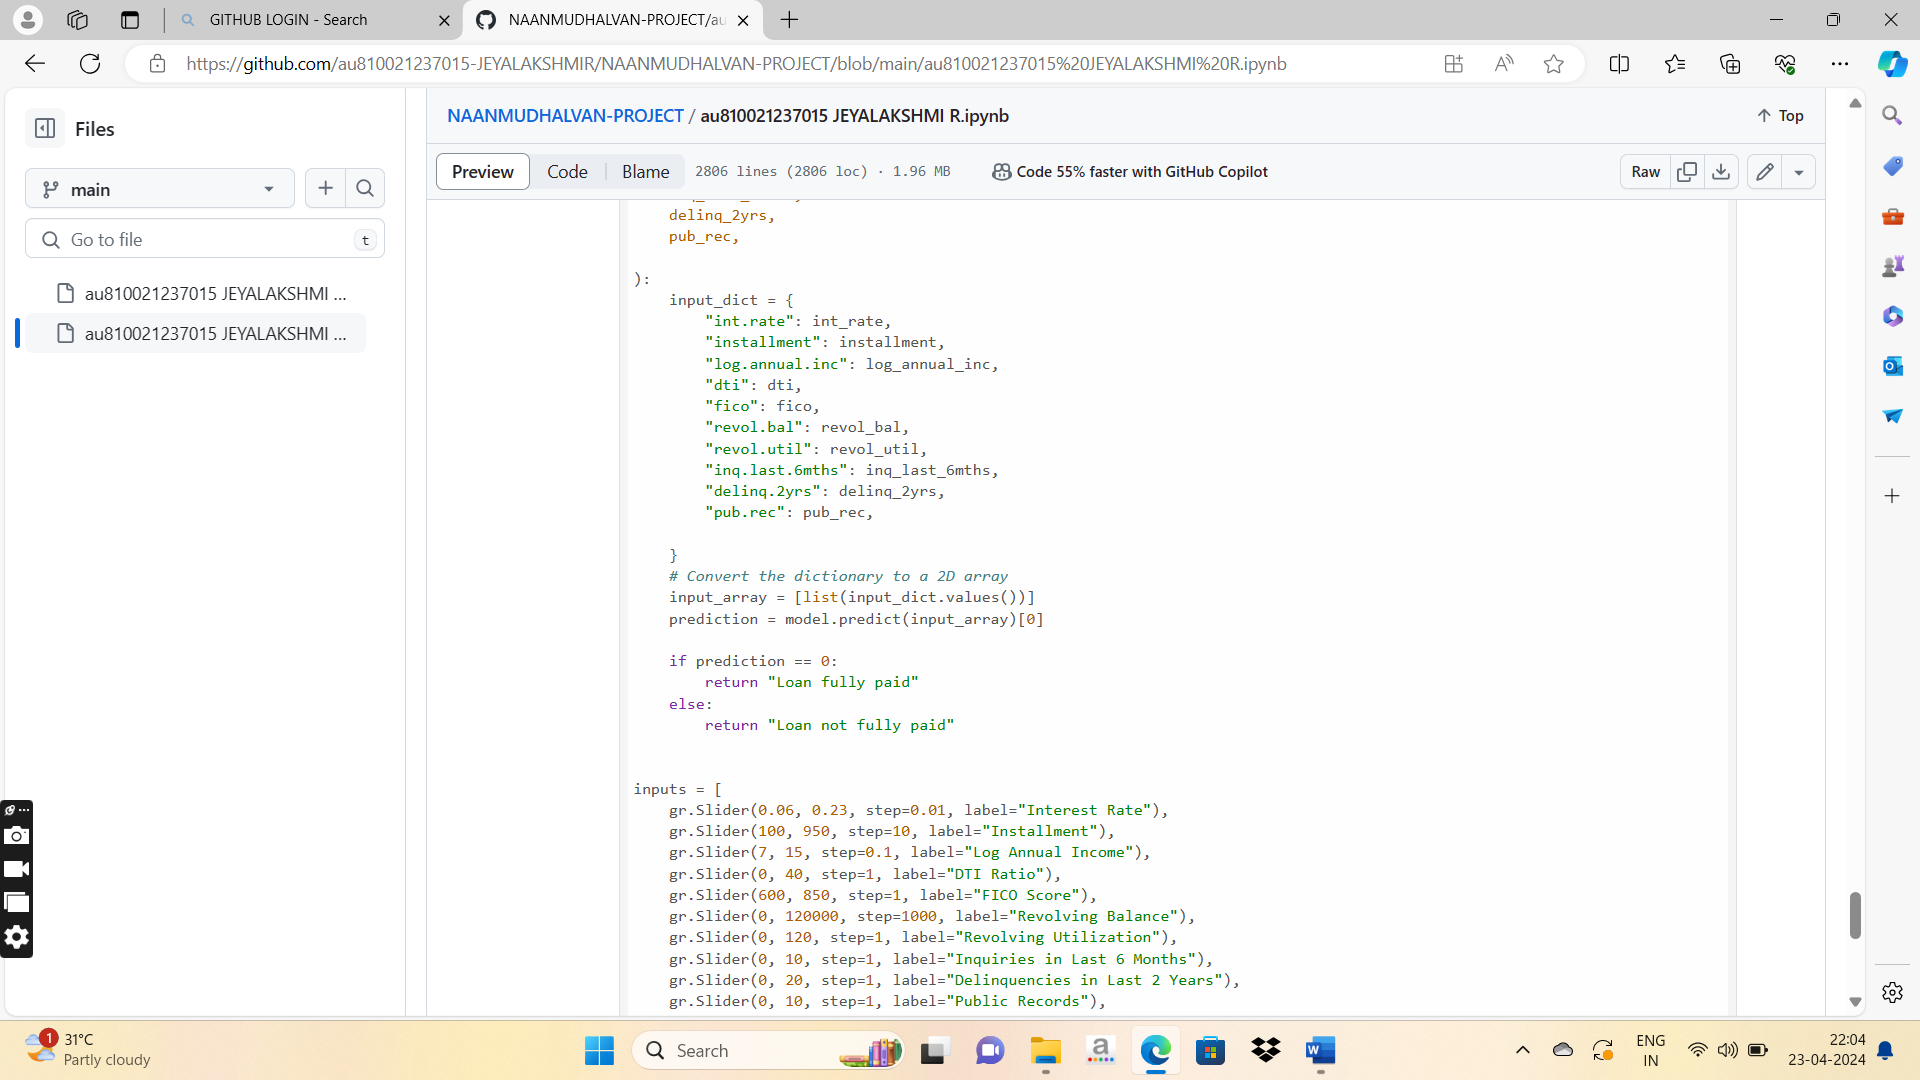 GITHUB LOGIN - Search
NAANMUDHALVAN-PROJECT/au
https://github.com/au810021237015-JEYALAKSHMIR/NAANMUDHALVAN-PROJECT/blob/main/au810021237015%20JEYALAKSHMI%20R.ipynb
Files
main
Go to file
t
au810021237015 JEYALAKSHMI ...
au810021237015 JEYALAKSHMI ...
NAANMUDHALVAN-PROJECT / au810021237015 JEYALAKSHMI R.ipynb
Top
Preview Code Blame 2806 lines (2806 loc) · 1.96 MB Code 55% faster with GitHub Copilot Raw
delinq_2yrs,
pub_rec,
):
input_dict = {
"int.rate": int_rate,
"installment": installment,
"log.annual.inc": log_annual_inc,
"dti": dti,
"fico": fico,
"revol.bal": revol_bal,
"revol.util": revol_util,
"inq.last.6mths": inq_last_6mths,
"delinq.2yrs": delinq_2yrs,
"pub.rec": pub_rec,
}
# Convert the dictionary to a 2D array
input_array = [list(input_dict.values())]
prediction = model.predict(input_array)[0]
if prediction == 0:
return "Loan fully paid"
else:
return "Loan not fully paid"
inputs = [
gr.Slider(0.06, 0.23, step=0.01, label="Interest Rate"),
gr.Slider(100, 950, step=10, label="Installment"),
gr.Slider(7, 15, step=0.1, label="Log Annual Income"),
gr.Slider(0, 40, step=1, label="DTI Ratio"),
gr.Slider(600, 850, step=1, label="FICO Score"),
gr.Slider(0, 120000, step=1000, label="Revolving Balance"),
gr.Slider(0, 120, step=1, label="Revolving Utilization"),
gr.Slider(0, 10, step=1, label="Inquiries in Last 6 Months"),
gr.Slider(0, 20, step=1, label="Delinquencies in Last 2 Years"),
gr.Slider(0, 10, step=1, label="Public Records"),
1
31°C
Partly cloudy
Search
ENG
IN
22:04
23-04-2024